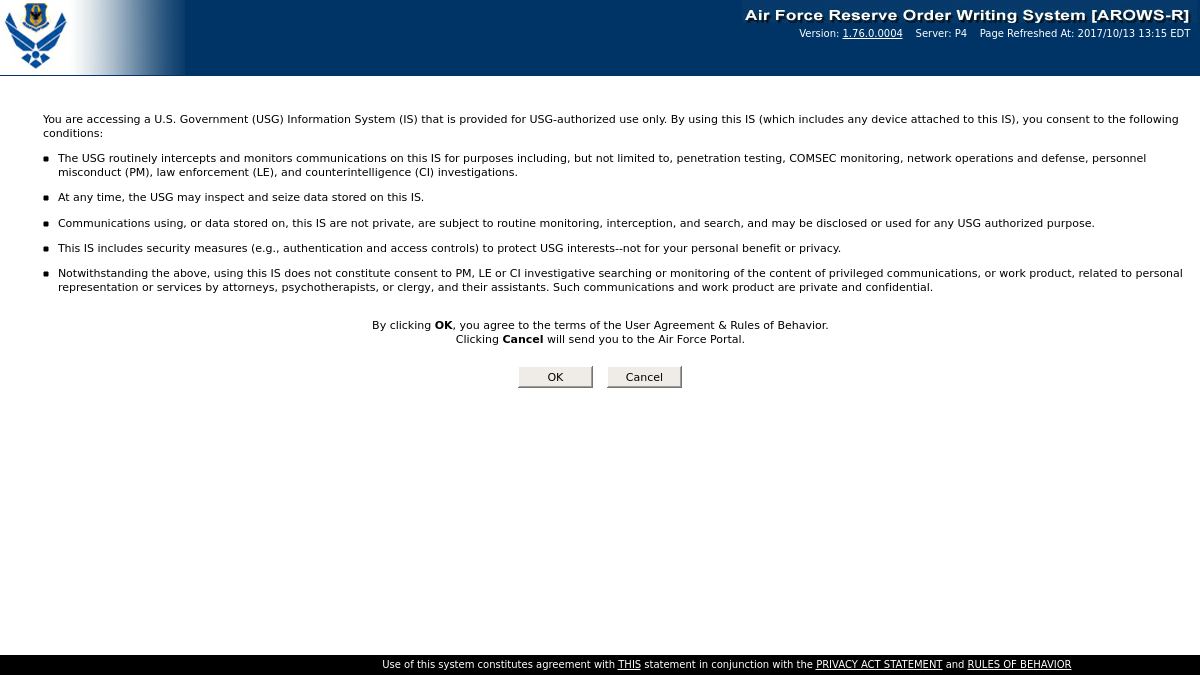 Air Force Reserve Order Writing System [AROWS-R]
Version: 1.76.0.0004 Server: P4 Page Refreshed At: 2017/10/13 13:15 EDT
You are accessing a U.S. Government (USG) Information System (IS) that is provided for USG-authorized use only. By using this IS (which includes any device attached to this IS), you consent to the following
conditions:
The USG routinely intercepts and monitors communications on this IS for purposes including, but not limited to, penetration testing, COMSEC monitoring, network operations and defense, personnel
misconduct (PM), law enforcement (LE), and counterintelligence (CI) investigations.
At any time, the USG may inspect and seize data stored on this IS.
Communications using, or data stored on, this IS are not private, are subject to routine monitoring, interception, and search, and may be disclosed or used for any USG authorized purpose.
This IS includes security measures (e.g., authentication and access controls) to protect USG interests--not for your personal benefit or privacy.
Notwithstanding the above, using this IS does not constitute consent to PM, LE or CI investigative searching or monitoring of the content of privileged communications, or work product, related to personal
representation or services by attorneys, psychotherapists, or clergy, and their assistants. Such communications and work product are private and confidential.
By clicking OK, you agree to the terms of the User Agreement & Rules of Behavior.
Clicking Cancel will send you to the Air Force Portal.
OK Cancel
Use of this system constitutes agreement with THIS statement in conjunction with the PRIVACY ACT STATEMENT and RULES OF BEHAVIOR